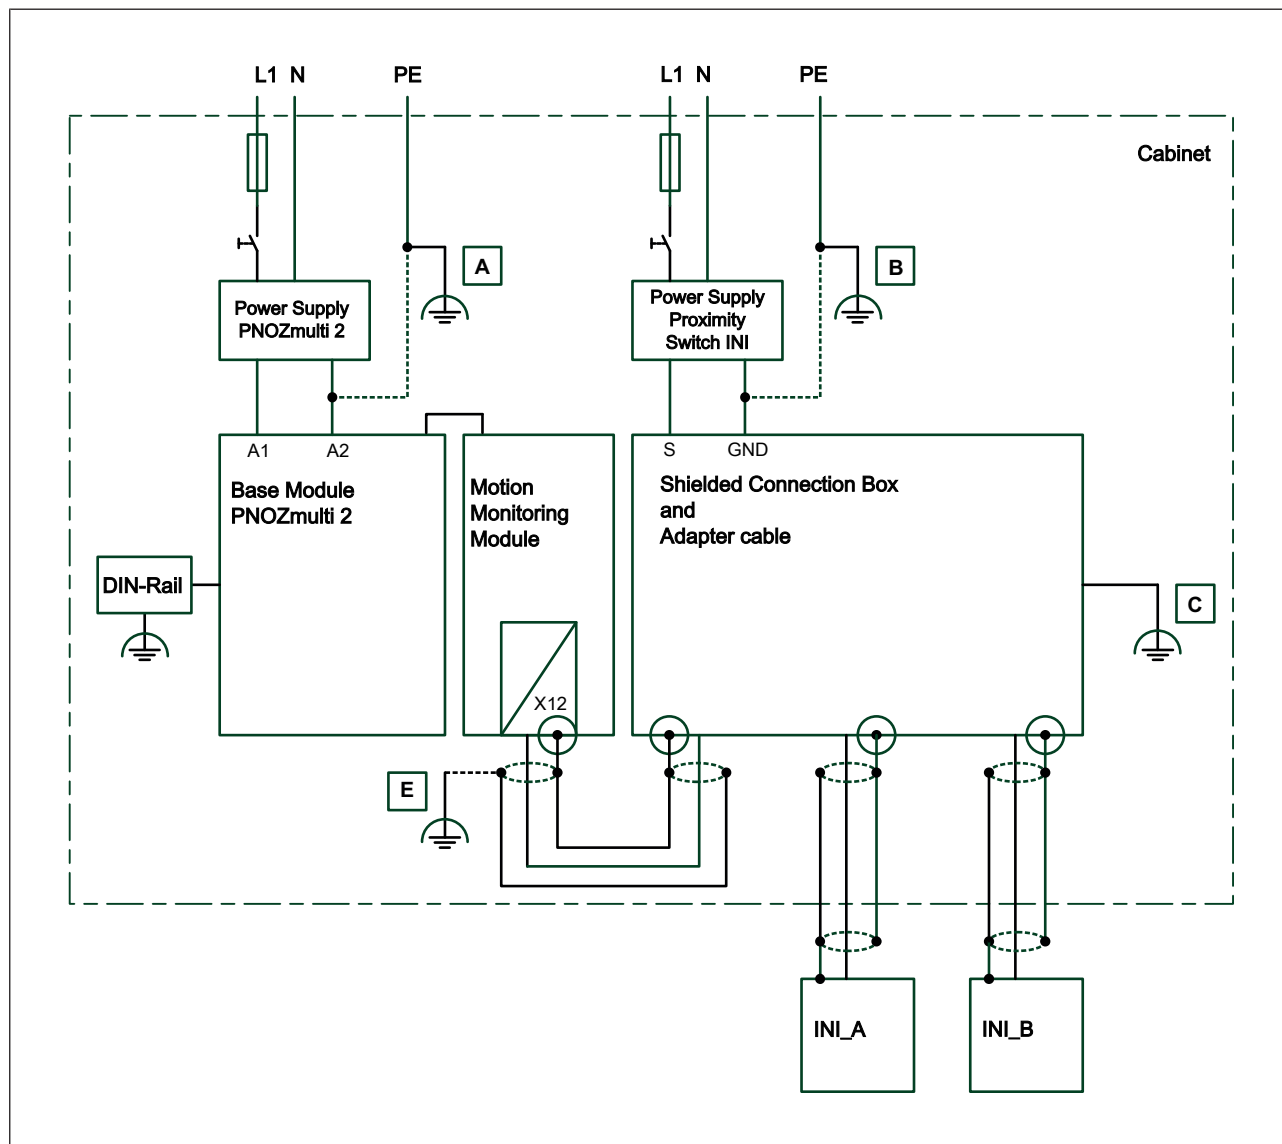 L1 N
PE
L1 N
PE
Cabinet
A
B
Power Supply
PNOZmulti 2
Power Supply
Proximity
Switch INI
A1
A2
S
GND
Base Module
PNOZmulti 2
Motion
Monitoring
Module
Shielded Connection Box
and
Adapter cable
DIN-Rail
C
X12
E
INI_A
INI_B